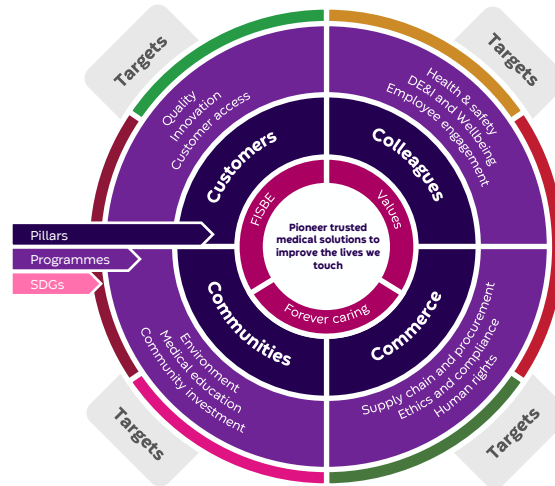 Targets
Targets
Quality
Innovation
Customer access
Health & safety
DE&I and Wellbeing
Employee engagement
Customers
Colleagues
FISBE
Values
Pioneer trusted
medical solutions to
improve the lives we
touch
Pillars
Programmes
SDGs
Forever caring
Communities
Commerce
Environment
Medical education
Community investment
Supply chain and procurement
Ethics and compliance
Human rights
Targets
Targets